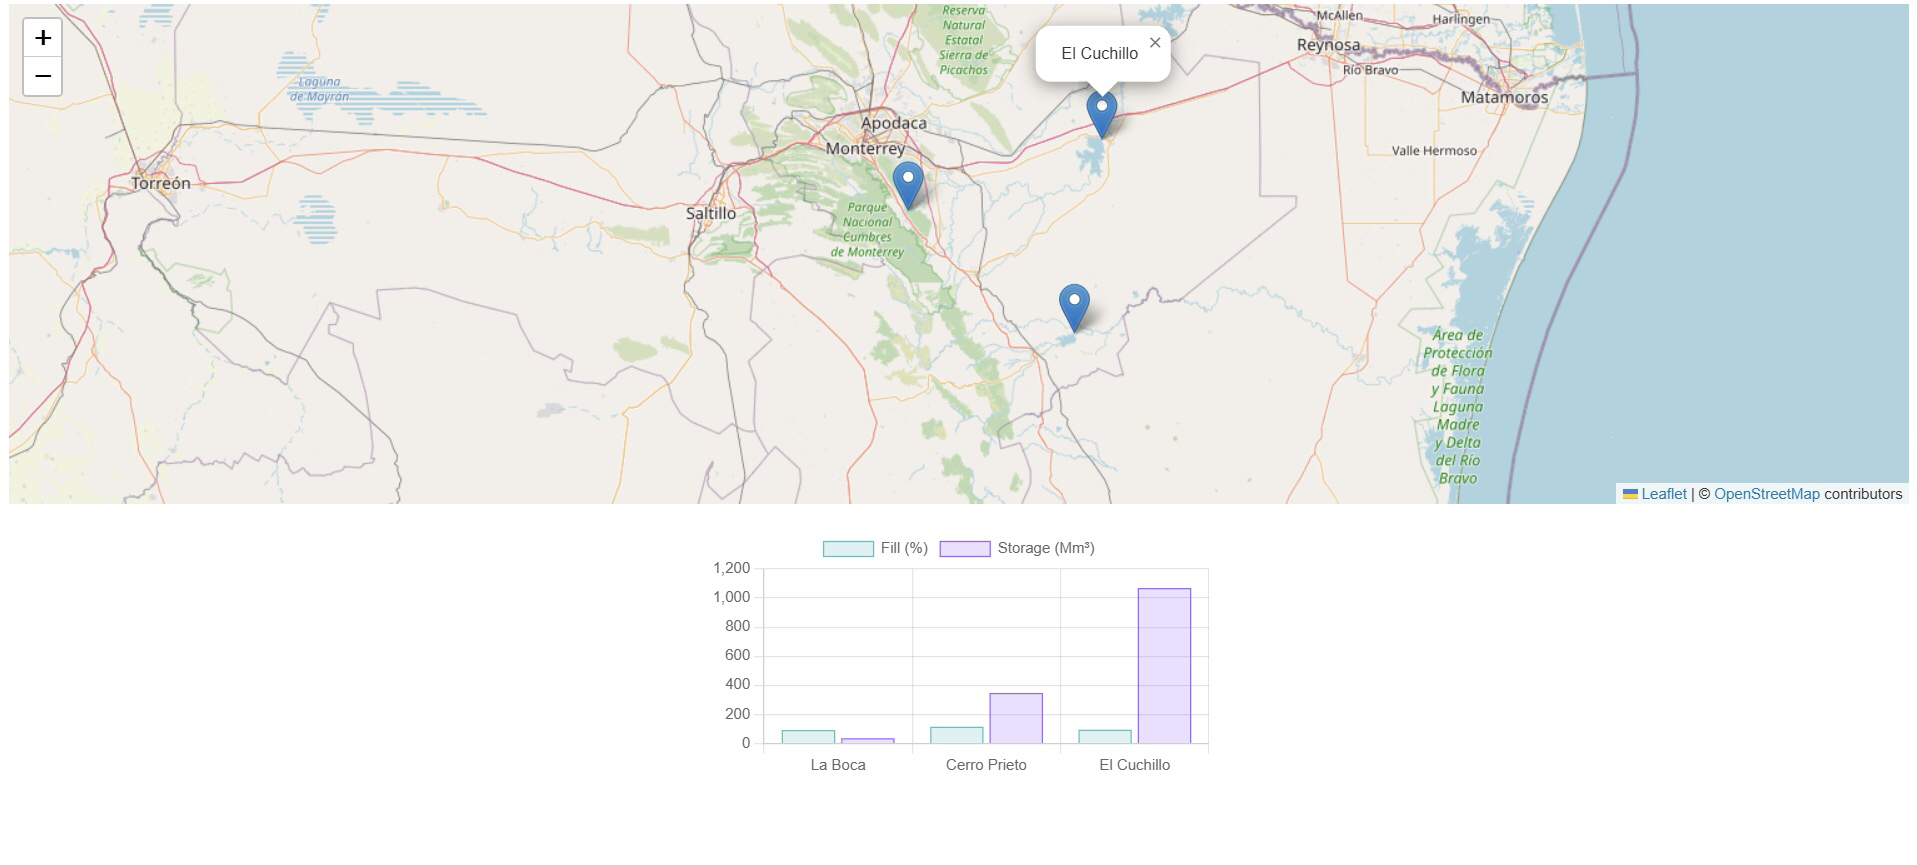 +
−
Laguna
de Mayrán
Torreón
Saltillo
Apodaca
Monterrey
Parque
Nacional
Cumbres
de Monterrey
Reserva
Natural
Estatal
Sierra de
Picachos
El Cuchillo ×
McAllen
Harlingen
Reynosa
Río Bravo
Matamoros
Valle Hermoso
Área de
Protección
de Flora
y Fauna
Laguna
Madre
y Delta
del Río
Bravo
Leaflet | © OpenStreetMap contributors
Fill (%) Storage (Mm³)
1,200
1,000
800
600
400
200
0
La Boca Cerro Prieto El Cuchillo